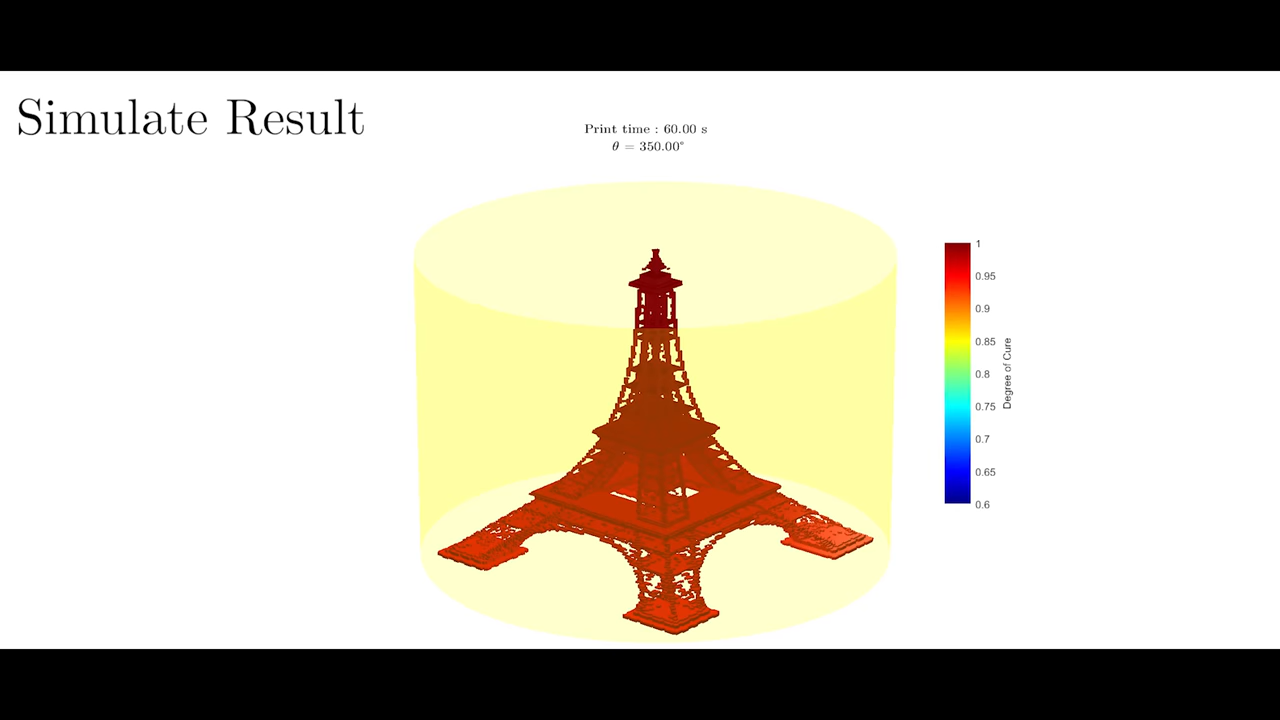 Simulate Result
Print time : 60.00 s
θ = 350.00°
1
0.95
0.9
0.85
0.8
0.75
0.7
0.65
0.6
Degree of Cure